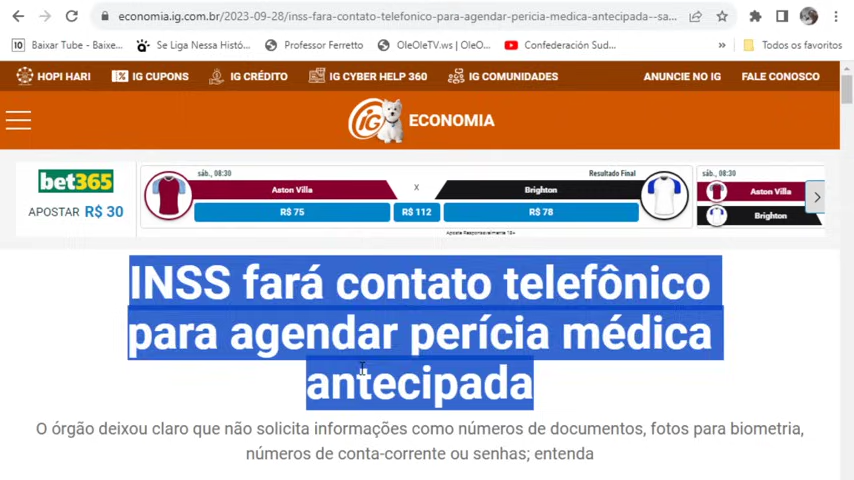 economia.ig.com.br/2023-09-28/inss-fara-contato-telefonico-para-agendar-pericia-medica-antecipada--sa...
10 Baixar Tube - Baixe... Se Liga Nessa Histó... Professor Ferretto OleOleTV.ws | OleO... Confederación Sud... » Todos os favoritos
HOPI HARI IG CUPONS IG CRÉDITO IG CYBER HELP 360 IG COMUNIDADES ANUNCIE NO IG FALE CONOSCO
iG ECONOMIA
sáb., 08:30 Resultado Final sáb., 08:30
bet365 Aston Villa X Brighton Aston Villa
APOSTAR R$ 30 R$ 75 R$ 112 R$ 78 Brighton
Aposte Responsavelmente 18+
INSS fará contato telefônico
para agendar perícia médica
antecipada
O órgão deixou claro que não solicita informações como números de documentos, fotos para biometria,
números de conta-corrente ou senhas; entenda